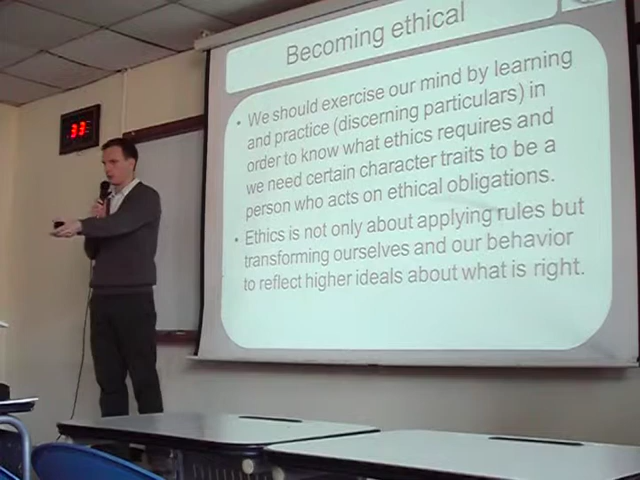 Becoming ethical
• We should exercise our mind by learning
and practice (discerning particulars) in
order to know what ethics requires and
we need certain character traits to be a
person who acts on ethical obligations.
• Ethics is not only about applying rules but
transforming ourselves and our behavior
to reflect higher ideals about what is right.